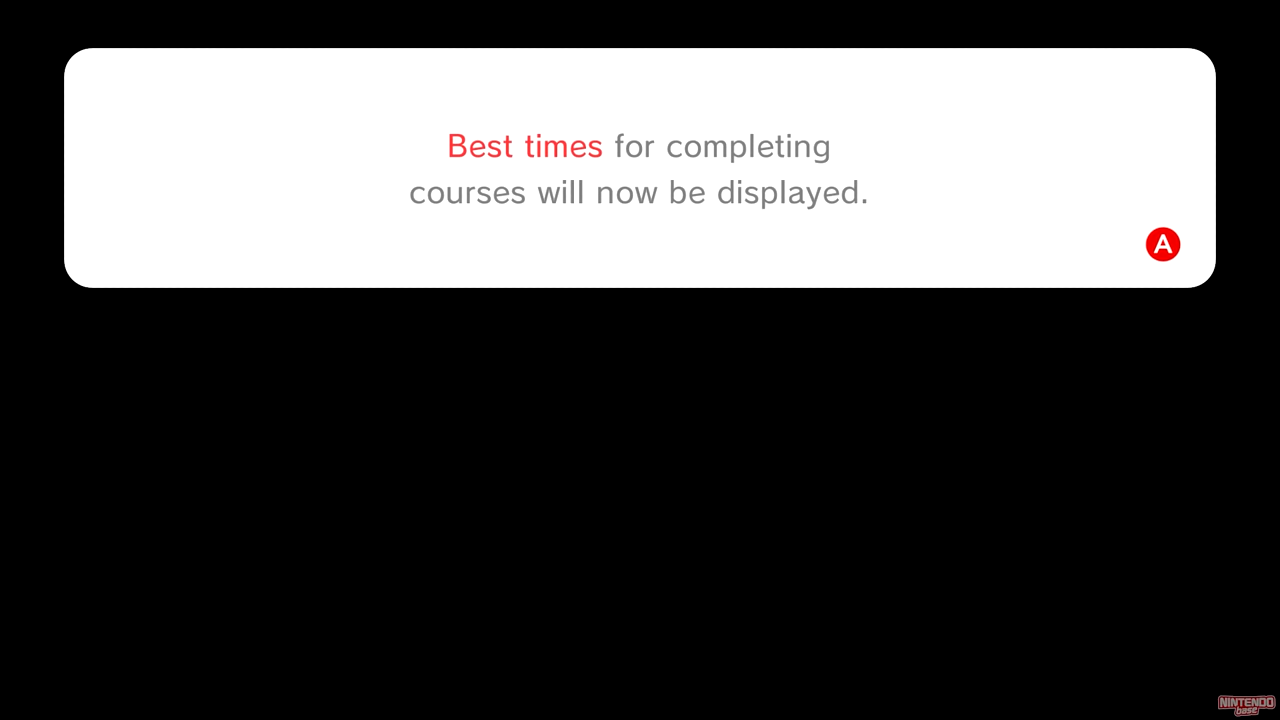 Best times for completing
courses will now be displayed.
A
NINTENDO
base